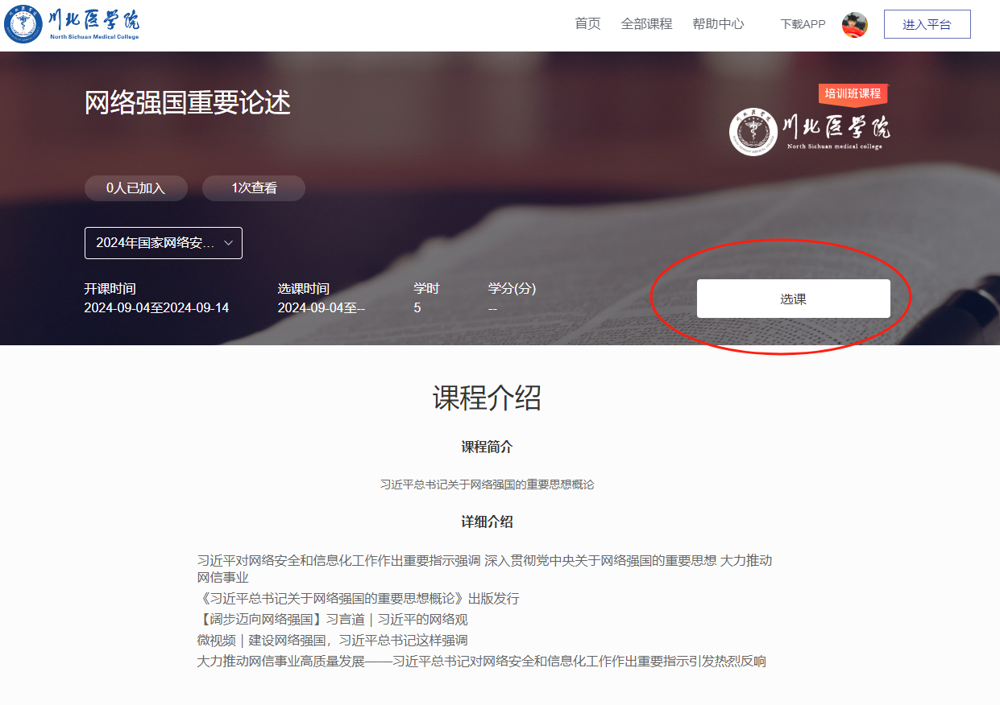 川北医学院
North Sichuan Medical College
首页 全部课程 帮助中心 下载APP 进入平台
网络强国重要论述
培训班课程
川北医学院
North Sichuan medical college
0人已加入 1次查看
2024年国家网络安...
开课时间 选课时间 学时 学分(分)
2024-09-04至2024-09-14 2024-09-04至-- 5 --
选课
课程介绍
课程简介
习近平总书记关于网络强国的重要思想概论
详细介绍
习近平对网络安全和信息化工作作出重要指示强调 深入贯彻党中央关于网络强国的重要思想 大力推动
网信事业
《习近平总书记关于网络强国的重要思想概论》出版发行
【阔步迈向网络强国】习言道｜习近平的网络观
微视频｜建设网络强国，习近平总书记这样强调
大力推动网信事业高质量发展——习近平总书记对网络安全和信息化工作作出重要指示引发热烈反响